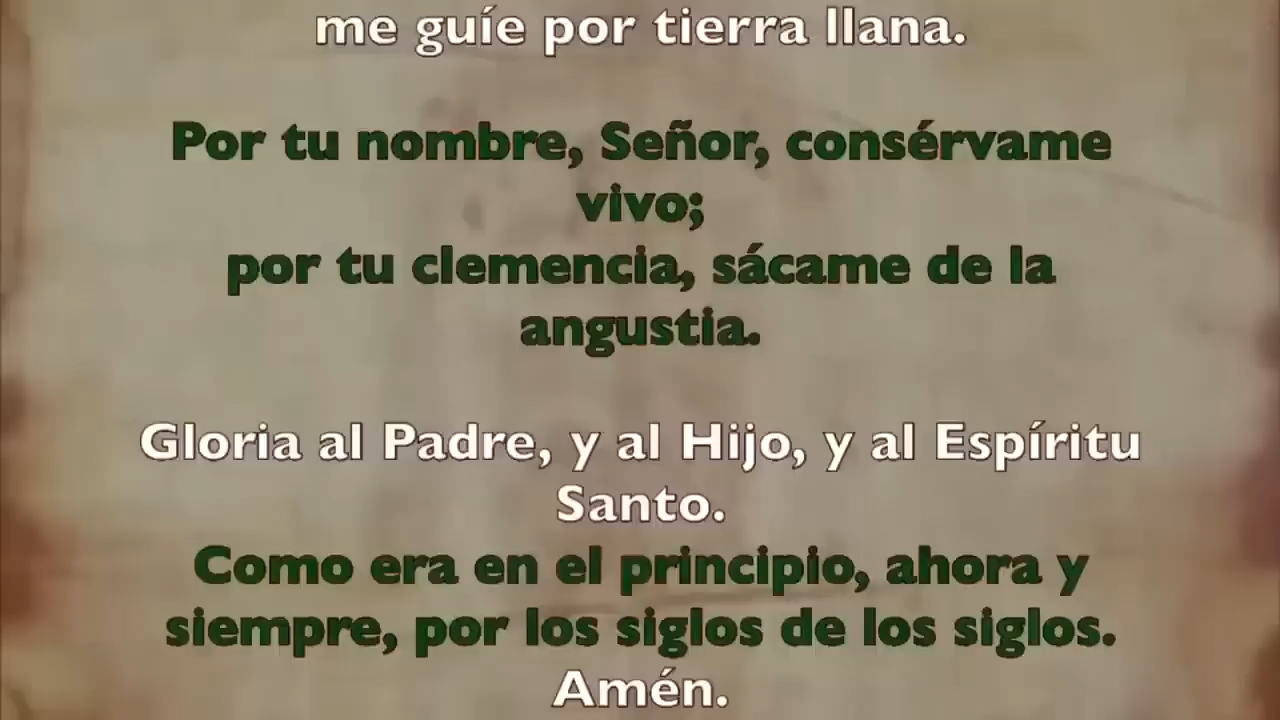 me guíe por tierra llana.
Por tu nombre, Señor, consérvame
vivo;
por tu clemencia, sácame de la
angustia.
Gloria al Padre, y al Hijo, y al Espíritu
Santo.
Como era en el principio, ahora y
siempre, por los siglos de los siglos.
Amén.